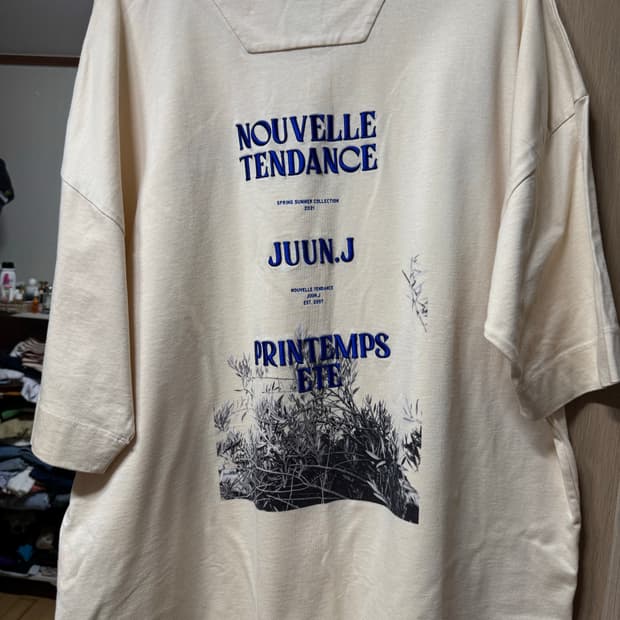 NOUVELLE
TENDANCE
SPRING SUMMER COLLECTION
2021
JUUN.J
NOUVELLE TENDANCE
JUUN.J
EST. 2007
PRINTEMPS
ETE